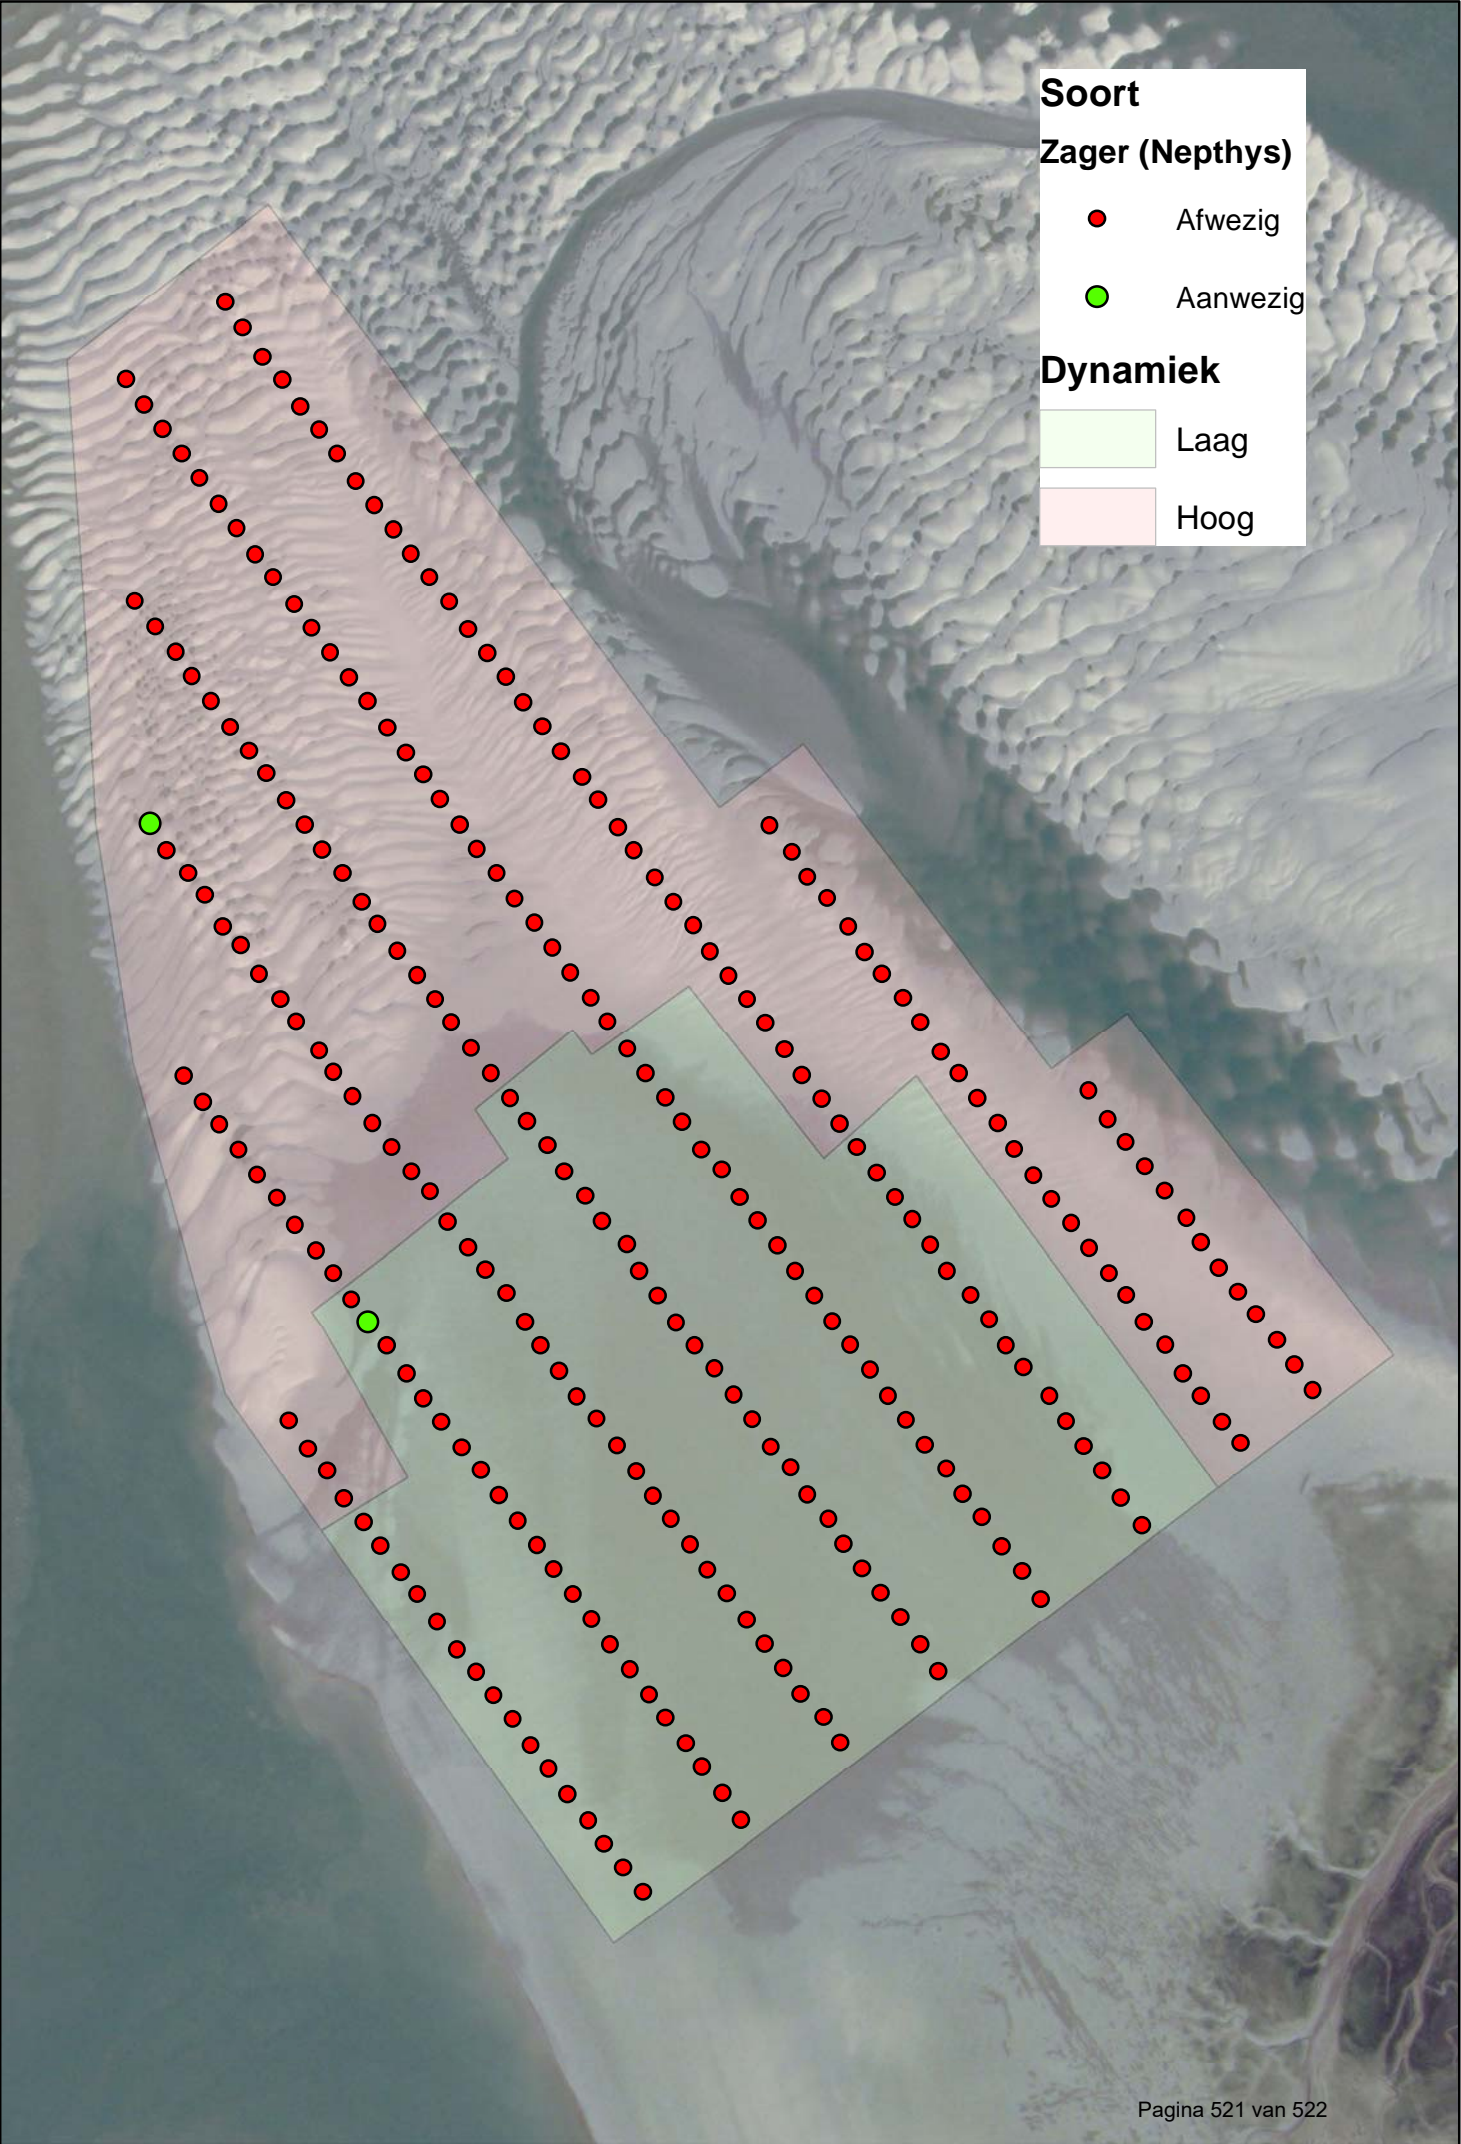 Soort
Zager (Nepthys)
Afwezig
Aanwezig
Dynamiek
Laag
Hoog
Pagina 521 van 522